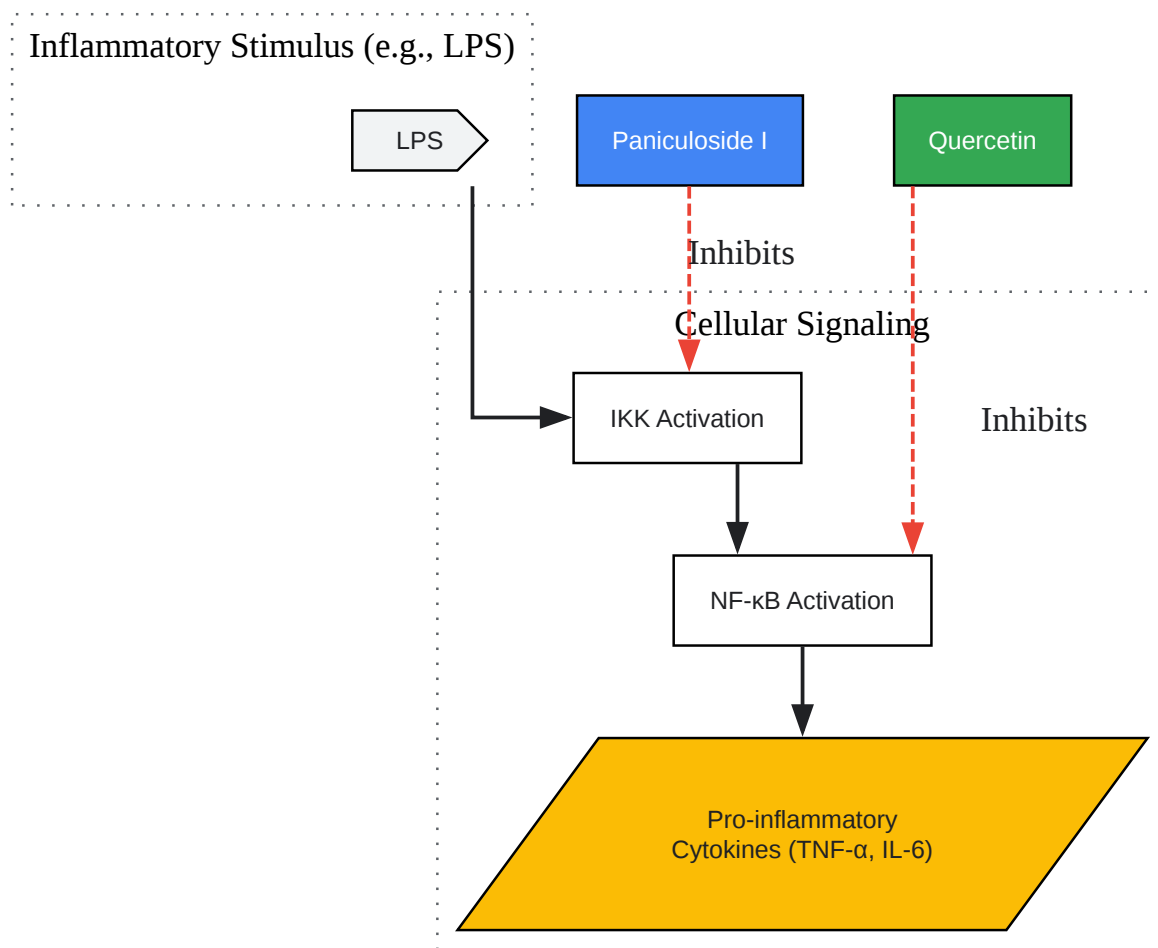 Inflammatory Stimulus (e.g., LPS)
LPS
Paniculoside I
Quercetin
Inhibits
Cellular Signaling
IKK Activation
Inhibits
NF-κB Activation
Pro-inflammatory
Cytokines (TNF-α, IL-6)